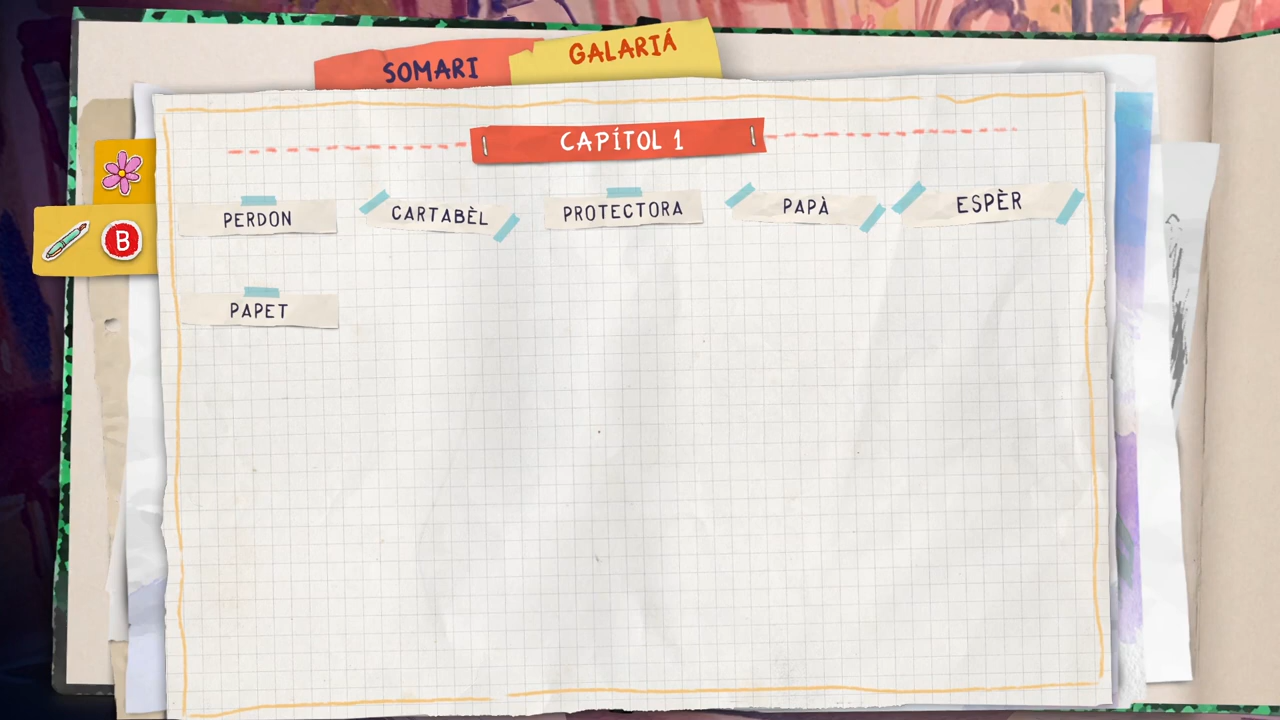 SOMARI
GALARIÁ
CAPÍTOL 1
PERDON
CARTABÈL
PROTECTORA
PAPÀ
ESPÈR
B
PAPET